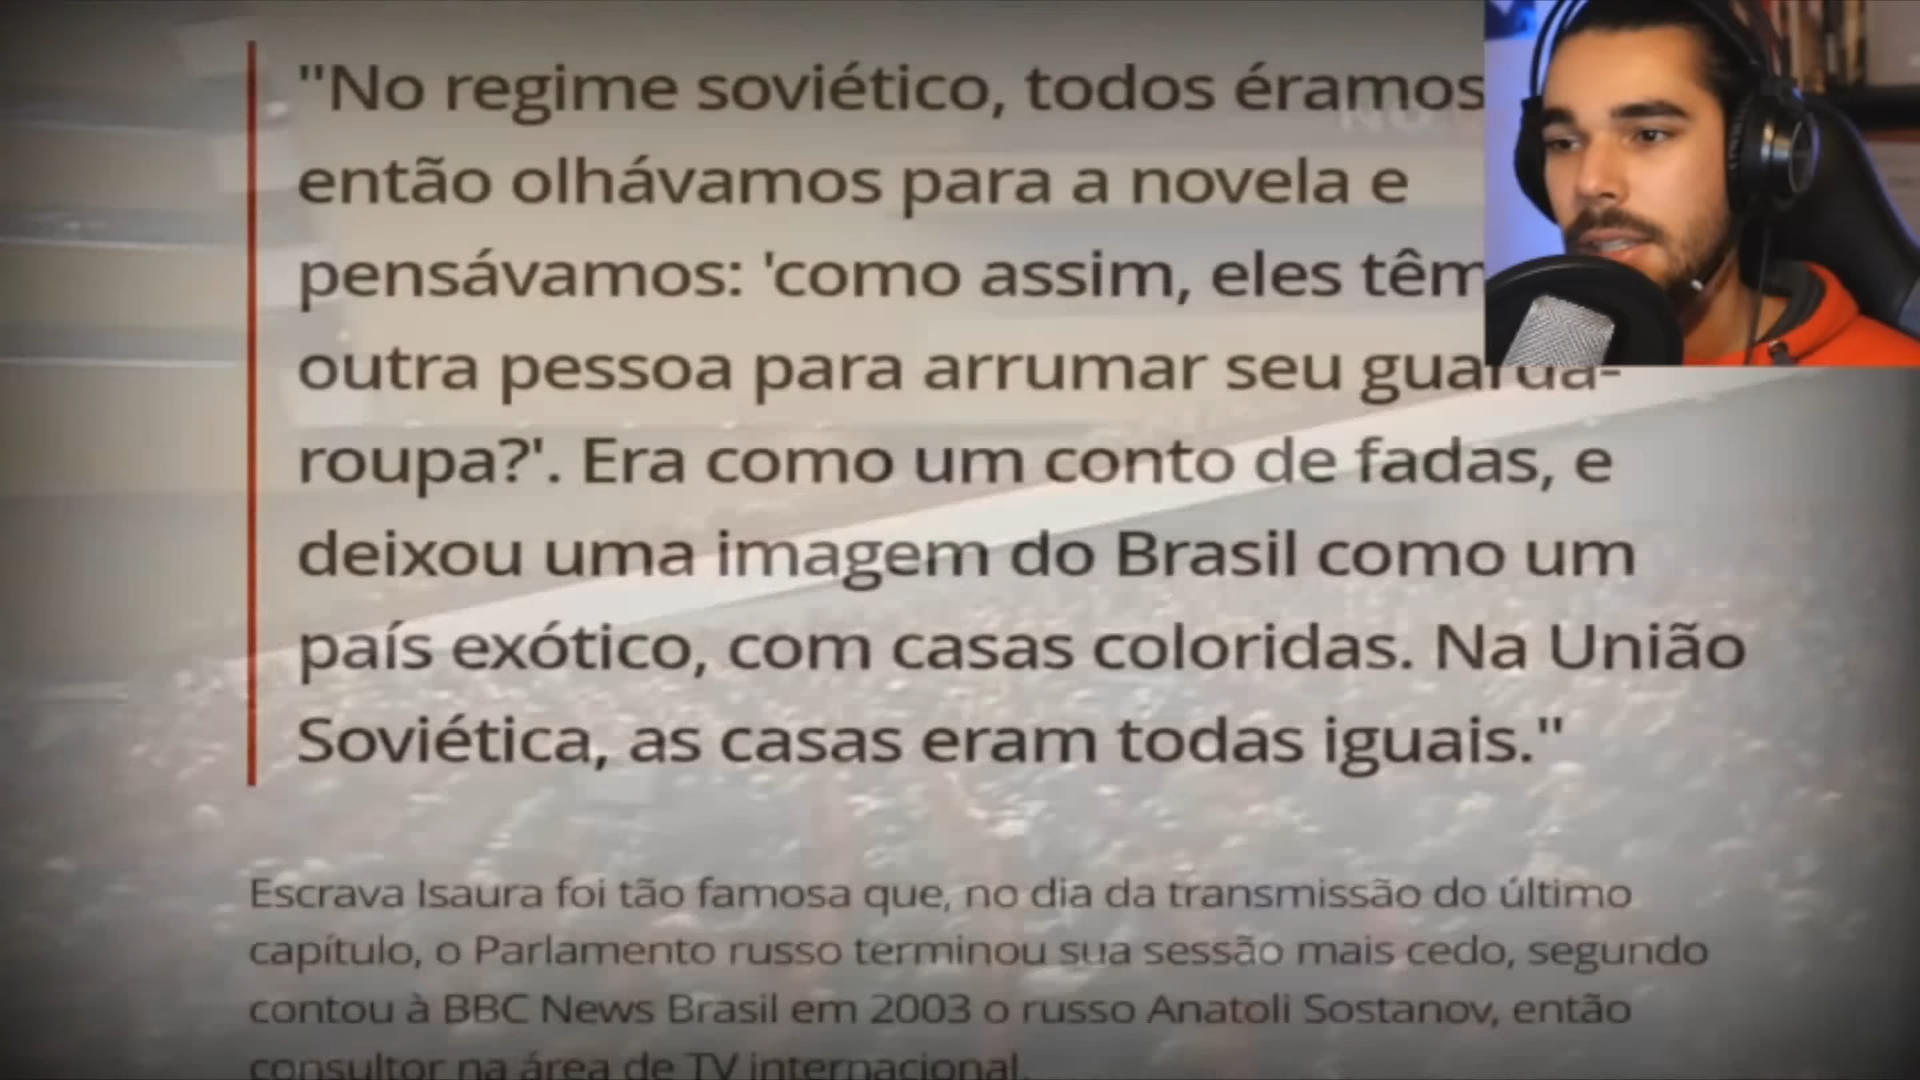 "No regime soviético, todos éramos
então olhávamos para a novela e
pensávamos: 'como assim, eles têm
outra pessoa para arrumar seu guarda-
roupa?'. Era como um conto de fadas, e
deixou uma imagem do Brasil como um
país exótico, com casas coloridas. Na União
Soviética, as casas eram todas iguais."
Escrava Isaura foi tão famosa que, no dia da transmissão do último
capítulo, o Parlamento russo terminou sua sessão mais cedo, segundo
contou à BBC News Brasil em 2003 o russo Anatoli Sostanov, então
consultor na área de TV internacional.